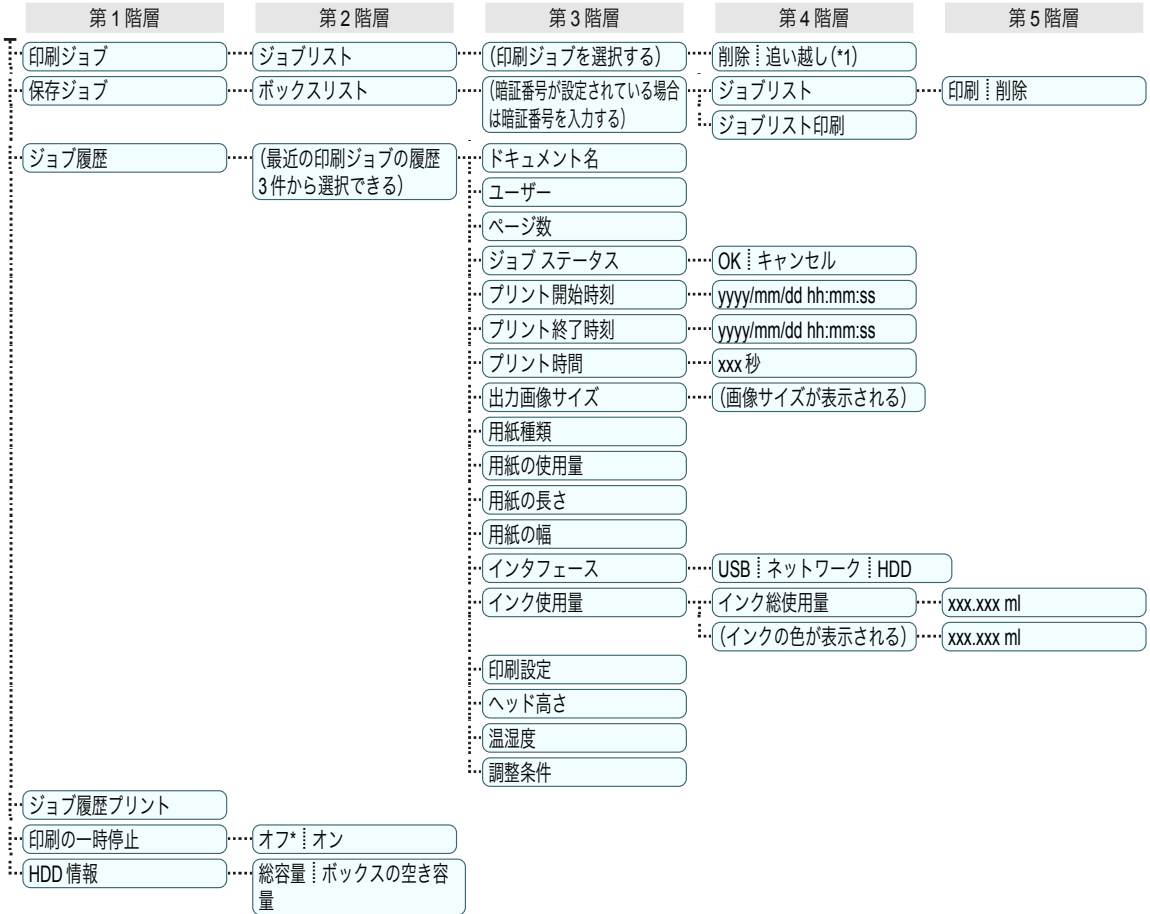 第1階層
第2階層
第3階層
第4階層
第5階層
印刷ジョブ
ジョブリスト
(印刷ジョブを選択する)
削除┊追い越し(*1)
保存ジョブ
ボックスリスト
(暗証番号が設定されている場合
は暗証番号を入力する)
ジョブリスト
印刷┊削除
ジョブリスト印刷
ジョブ履歴
(最近の印刷ジョブの履歴
3件から選択できる)
ドキュメント名
ユーザー
ページ数
ジョブ ステータス
OK┊キャンセル
プリント開始時刻
yyyy/mm/dd hh:mm:ss
プリント終了時刻
yyyy/mm/dd hh:mm:ss
プリント時間
xxx 秒
出力画像サイズ
(画像サイズが表示される)
用紙種類
用紙の使用量
用紙の長さ
用紙の幅
インタフェース
USB┊ネットワーク┊HDD
インク使用量
インク総使用量
xxx.xxx ml
(インクの色が表示される)
xxx.xxx ml
印刷設定
ヘッド高さ
温湿度
調整条件
ジョブ履歴プリント
印刷の一時停止
オフ*┊オン
HDD 情報
総容量┊ボックスの空き容
量